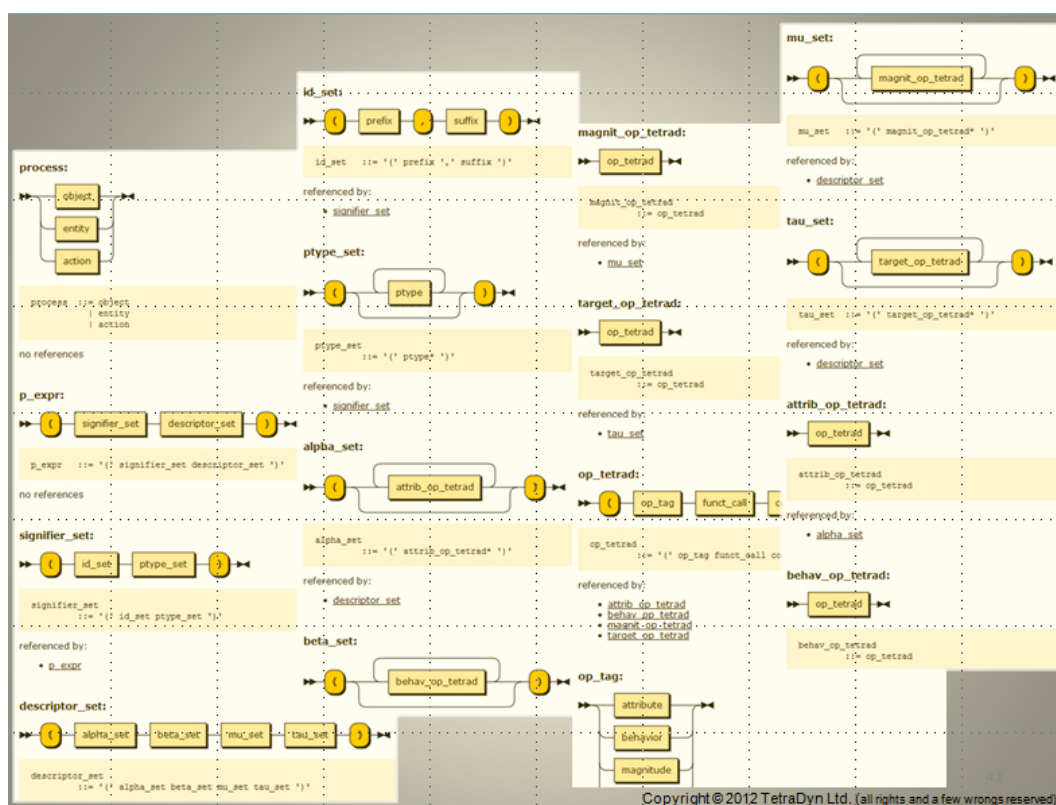 process:
object
entity
action
process ::= object
| entity
| action
no references
p_expr:
( signifier_set descriptor_set )
p_expr ::= '(' signifier_set descriptor_set ')'
no references
signifier_set:
( id_set ptype_set )
signifier_set
::= '(' id_set ptype_set ')'
referenced by:
• p_expr
descriptor_set:
( alpha_set beta_set mu_set tau_set )
descriptor_set
::= '(' alpha_set beta_set mu_set tau_set ')'
id_set:
( prefix , suffix )
id_set ::= '(' prefix ',' suffix ')'
referenced by:
• signifier_set
ptype_set:
( ptype )
ptype_set
::= '(' ptype* ')'
referenced by:
• signifier_set
alpha_set:
( attrib_op_tetrad )
alpha_set
::= '(' attrib_op_tetrad* ')'
referenced by:
• descriptor_set
beta_set:
( behav_op_tetrad )
magnit_op_tetrad:
op_tetrad
magnit_op_tetrad
::= op_tetrad
referenced by:
• mu_set
target_op_tetrad:
op_tetrad
target_op_tetrad
::= op_tetrad
referenced by:
• tau_set
op_tetrad:
( op_tag funct_call c
op_tetrad
::= '(' op_tag funct_call co
referenced by:
• attrib_op_tetrad
• behav_op_tetrad
• magnit_op_tetrad
• target_op_tetrad
op_tag:
attribute
behavior
magnitude
mu_set:
( magnit_op_tetrad )
mu_set ::= '(' magnit_op_tetrad* ')'
referenced by:
• descriptor_set
tau_set:
( target_op_tetrad )
tau_set ::= '(' target_op_tetrad* ')'
referenced by:
• descriptor_set
attrib_op_tetrad:
op_tetrad
attrib_op_tetrad
::= op_tetrad
referenced by:
• alpha_set
behav_op_tetrad:
op_tetrad
behav_op_tetrad
::= op_tetrad
41
Copyright © 2012 TetraDyn Ltd. (all rights and a few wrongs reserved)